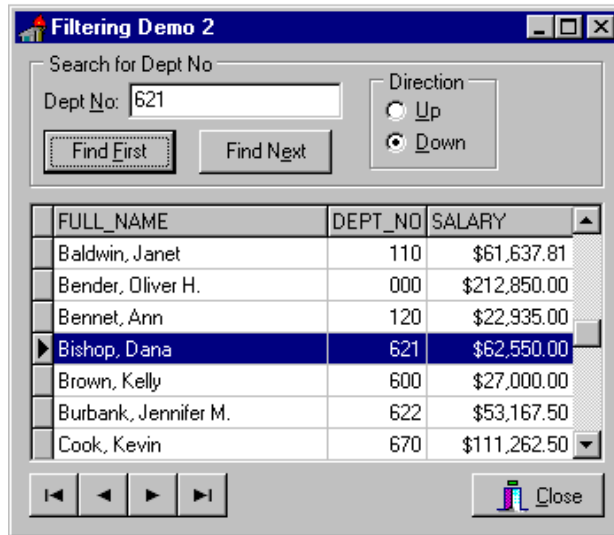 Filtering Demo 2
Search for Dept No
Dept No: 621
Find First
Find Next
Direction
Up
Down
FULL_NAME DEPT_NO SALARY
Baldwin, Janet 110 $61,637.81
Bender, Oliver H. 000 $212,850.00
Bennet, Ann 120 $22,935.00
Bishop, Dana 621 $62,550.00
Brown, Kelly 600 $27,000.00
Burbank, Jennifer M. 622 $53,167.50
Cook, Kevin 670 $111,262.50
Close